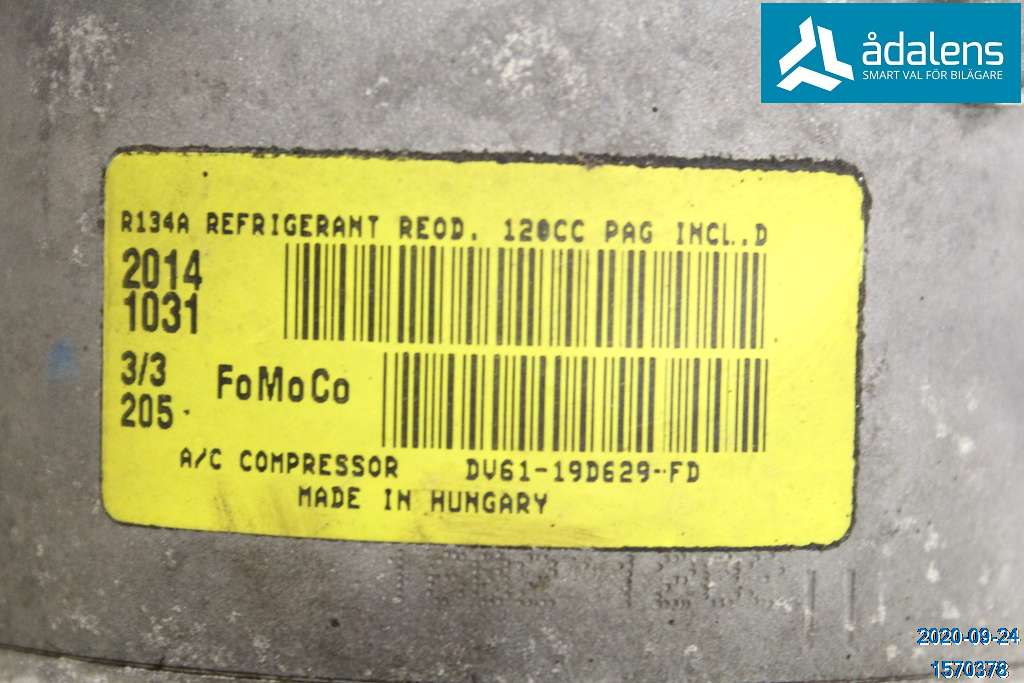 ådalens
SMART VAL FÖR BILÄGARE
R134A REFRIGERANT REOD. 120CC PAG INCL.,D
2014
1031
3/3
FoMoCo
205
A/C COMPRESSOR DV61-19D629-FD
MADE IN HUNGARY
2020-09-24
1570378